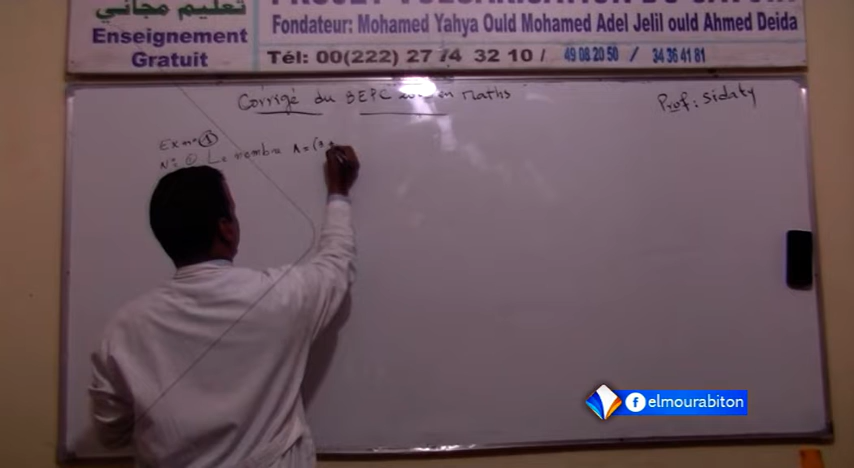 تعليم مجاني
Enseignement
Gratuit
Fondateur: Mohamed Yahya Ould Mohamed Adel Jelil ould Ahmed Deida
Tél: 00(222) 27 74 32 10 / 49 08 20 50 / 34 36 41 81
Corrigé du BEPC en Maths
Prof: Sidaty
Ex n° 1
N° ① Le nombre A = (
elmourabiton